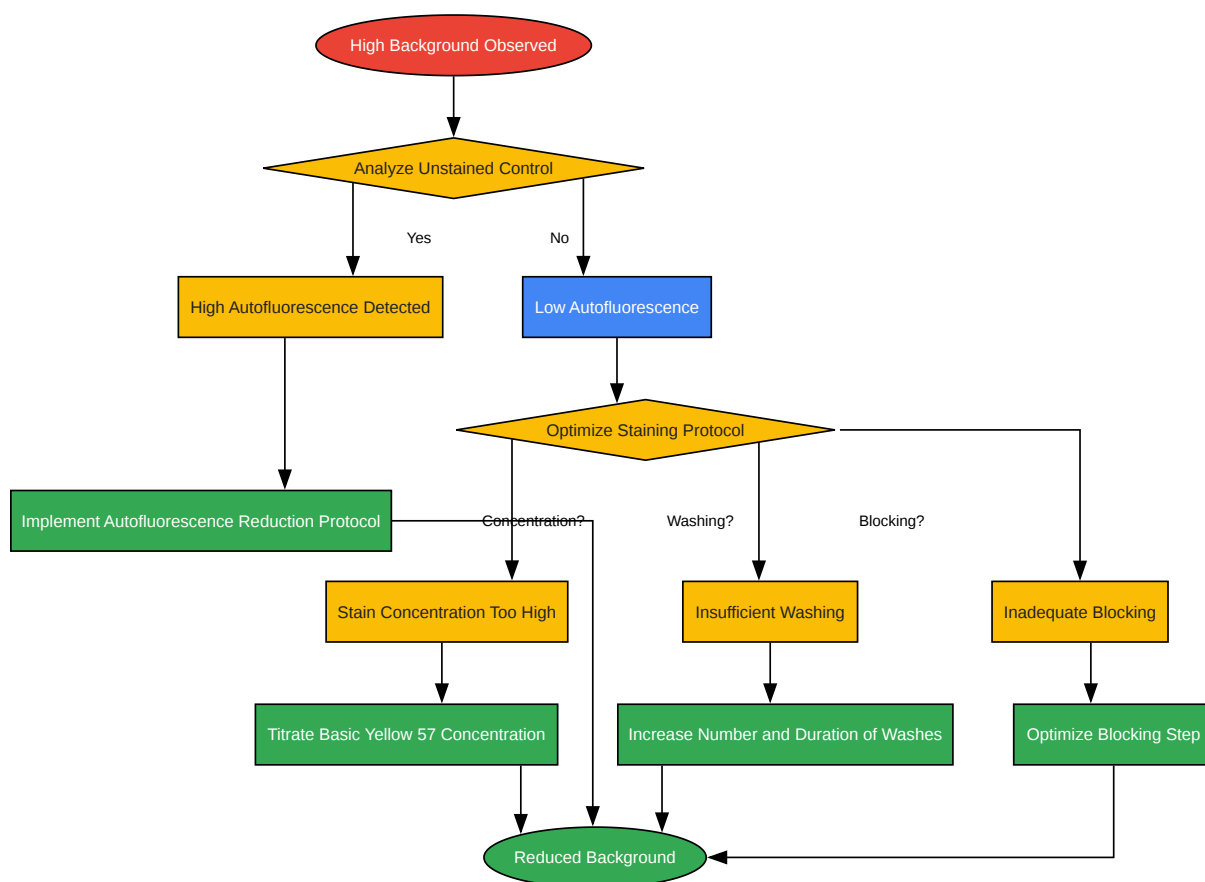 High Background Observed
Analyze Unstained Control
Yes
No
High Autofluorescence Detected
Low Autofluorescence
Optimize Staining Protocol
Implement Autofluorescence Reduction Protocol
Concentration?
Washing?
Blocking?
Stain Concentration Too High
Insufficient Washing
Inadequate Blocking
Titrate Basic Yellow 57 Concentration
Increase Number and Duration of Washes
Optimize Blocking Step
Reduced Background